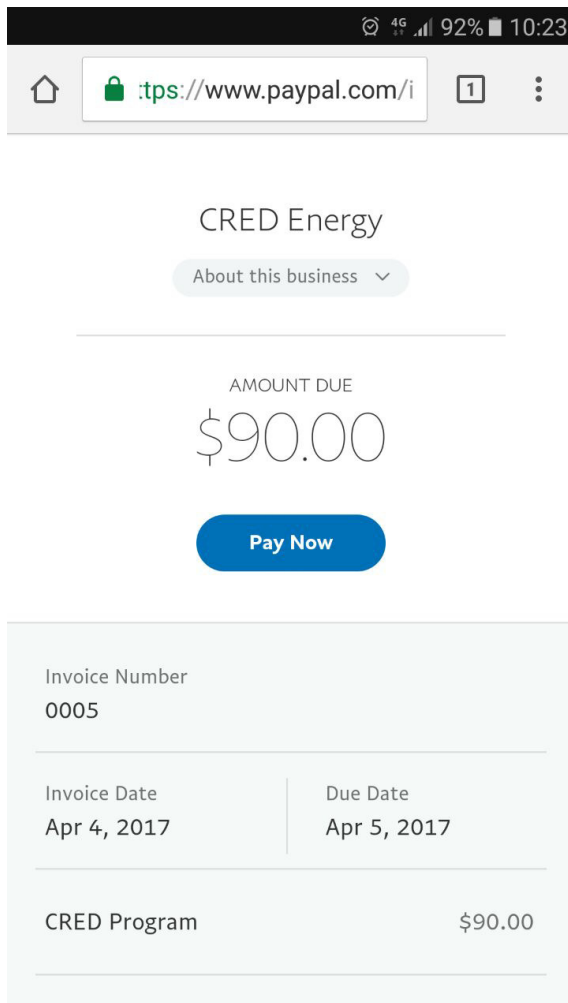 4G 92% 10:23
ttps://www.paypal.com/i 1
CRED Energy
About this business
AMOUNT DUE
$90.00
Pay Now
Invoice Number
0005
Invoice Date Due Date
Apr 4, 2017 Apr 5, 2017
CRED Program $90.00